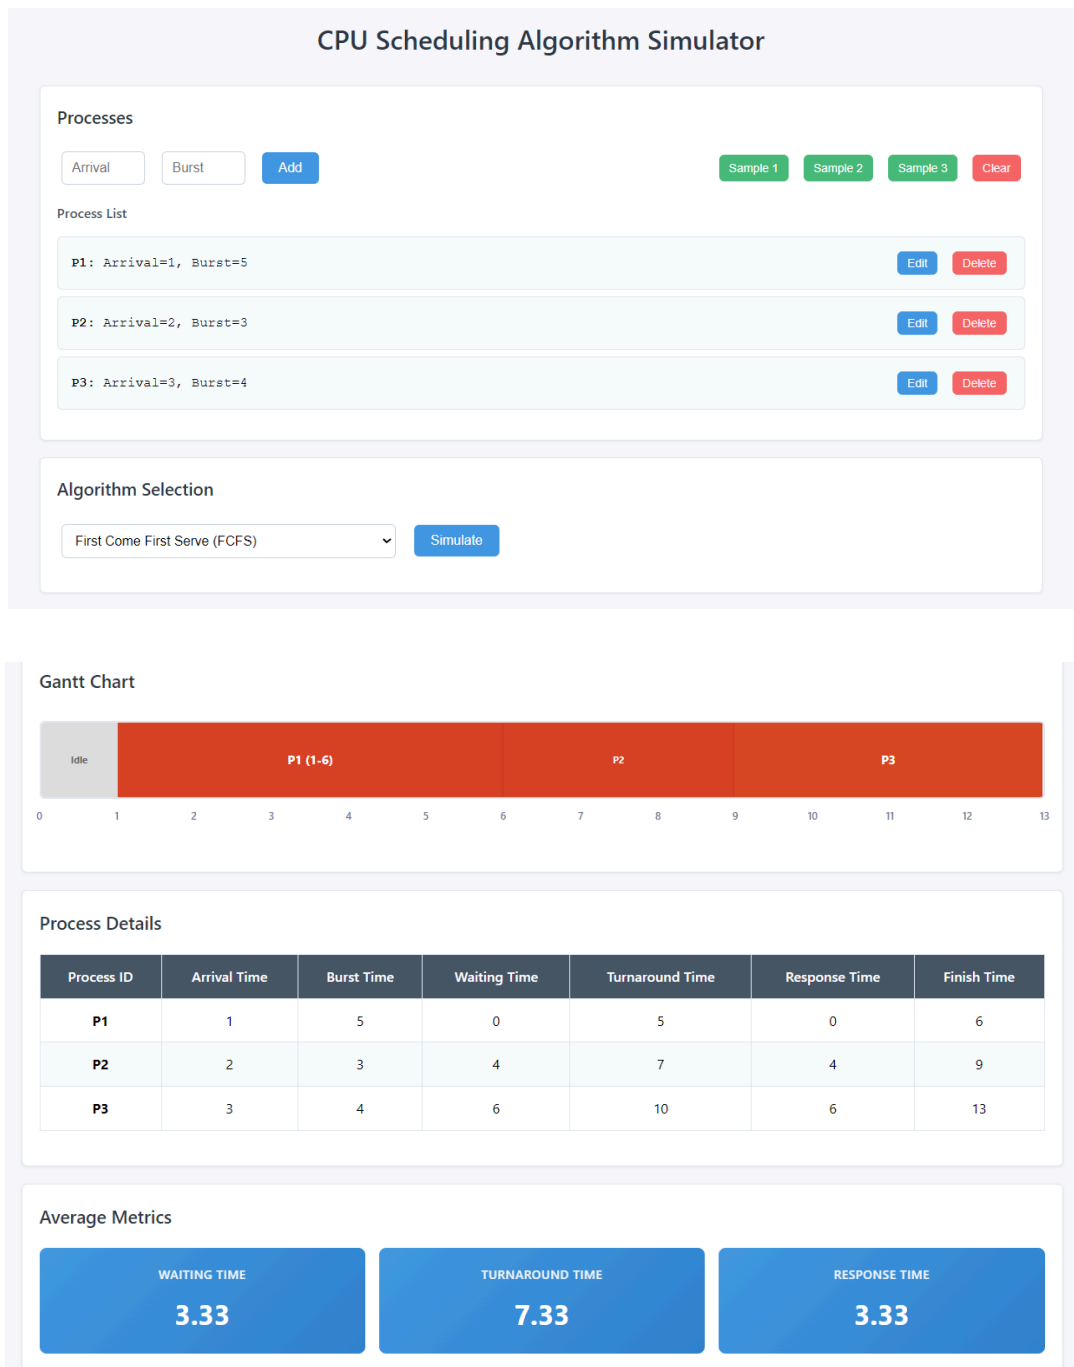 CPU Scheduling Algorithm Simulator
Processes
Arrival Burst Add Sample 1 Sample 2 Sample 3 Clear
Process List
P1: Arrival=1, Burst=5 Edit Delete
P2: Arrival=2, Burst=3 Edit Delete
P3: Arrival=3, Burst=4 Edit Delete
Algorithm Selection
First Come First Serve (FCFS) Simulate
Gantt Chart
Idle P1 (1-6) P2 P3
0 1 2 3 4 5 6 7 8 9 10 11 12 13
Process Details
Process ID Arrival Time Burst Time Waiting Time Turnaround Time Response Time Finish Time
P1 1 5 0 5 0 6
P2 2 3 4 7 4 9
P3 3 4 6 10 6 13
Average Metrics
WAITING TIME TURNAROUND TIME RESPONSE TIME
3.33 7.33 3.33